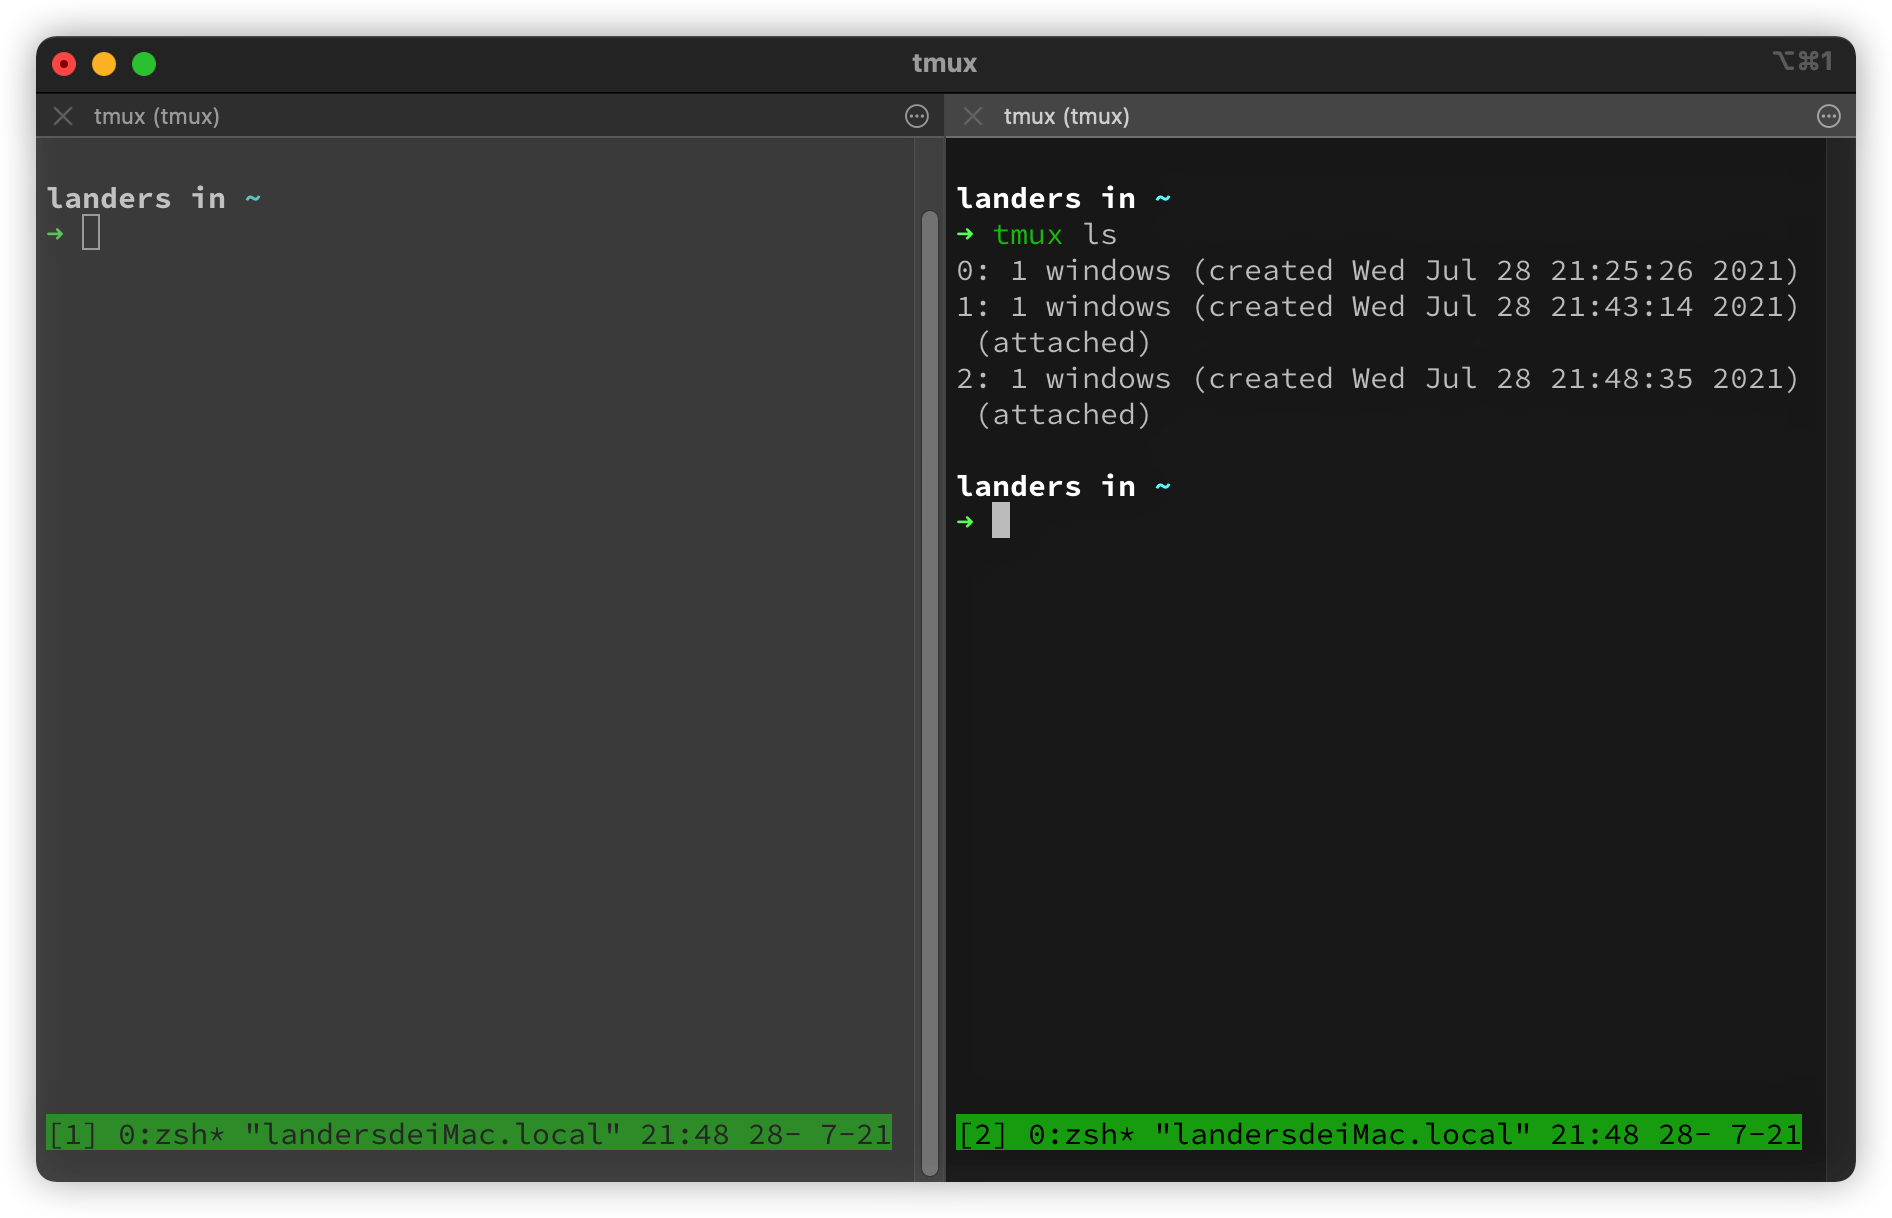 tmux
⌥⌘1
tmux (tmux)
landers in ~
➜
[1] 0:zsh* "landersdeiMac.local" 21:48 28- 7-21
tmux (tmux)
landers in ~
➜ tmux ls
0: 1 windows (created Wed Jul 28 21:25:26 2021)
1: 1 windows (created Wed Jul 28 21:43:14 2021)
(attached)
2: 1 windows (created Wed Jul 28 21:48:35 2021)
(attached)
landers in ~
➜
[2] 0:zsh* "landersdeiMac.local" 21:48 28- 7-21